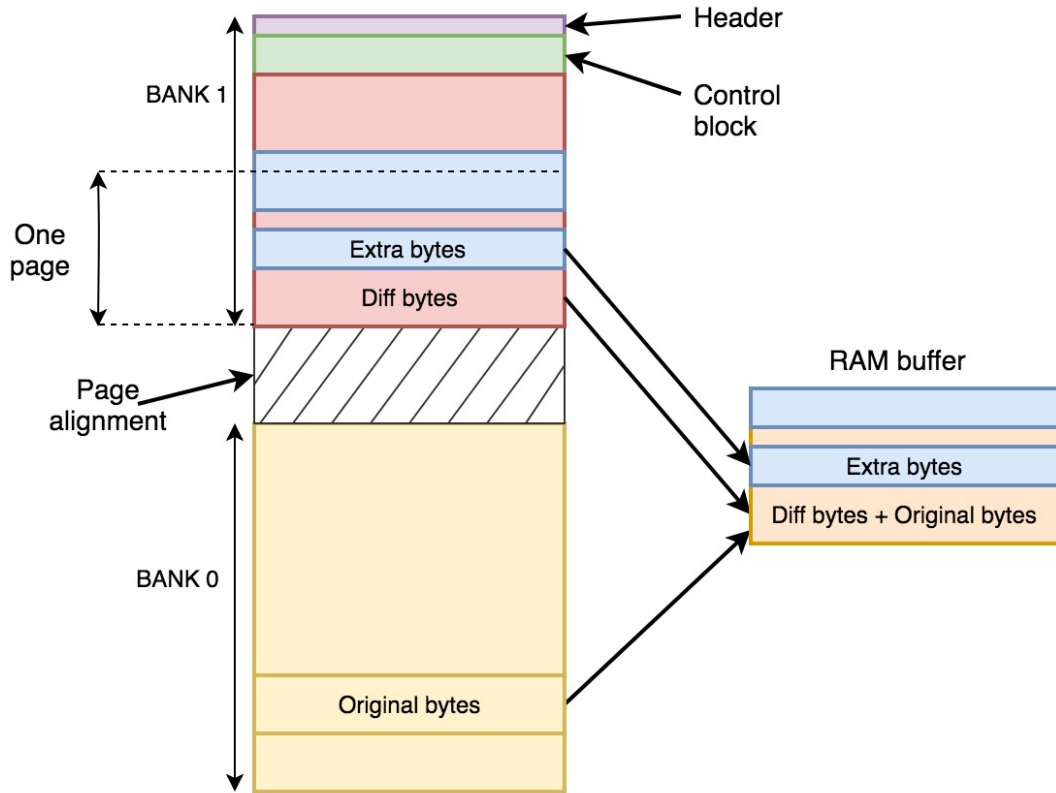 Header
BANK 1
Control
block
One
page
Extra bytes
Diff bytes
Page
alignment
RAM buffer
Extra bytes
Diff bytes + Original bytes
BANK 0
Original bytes